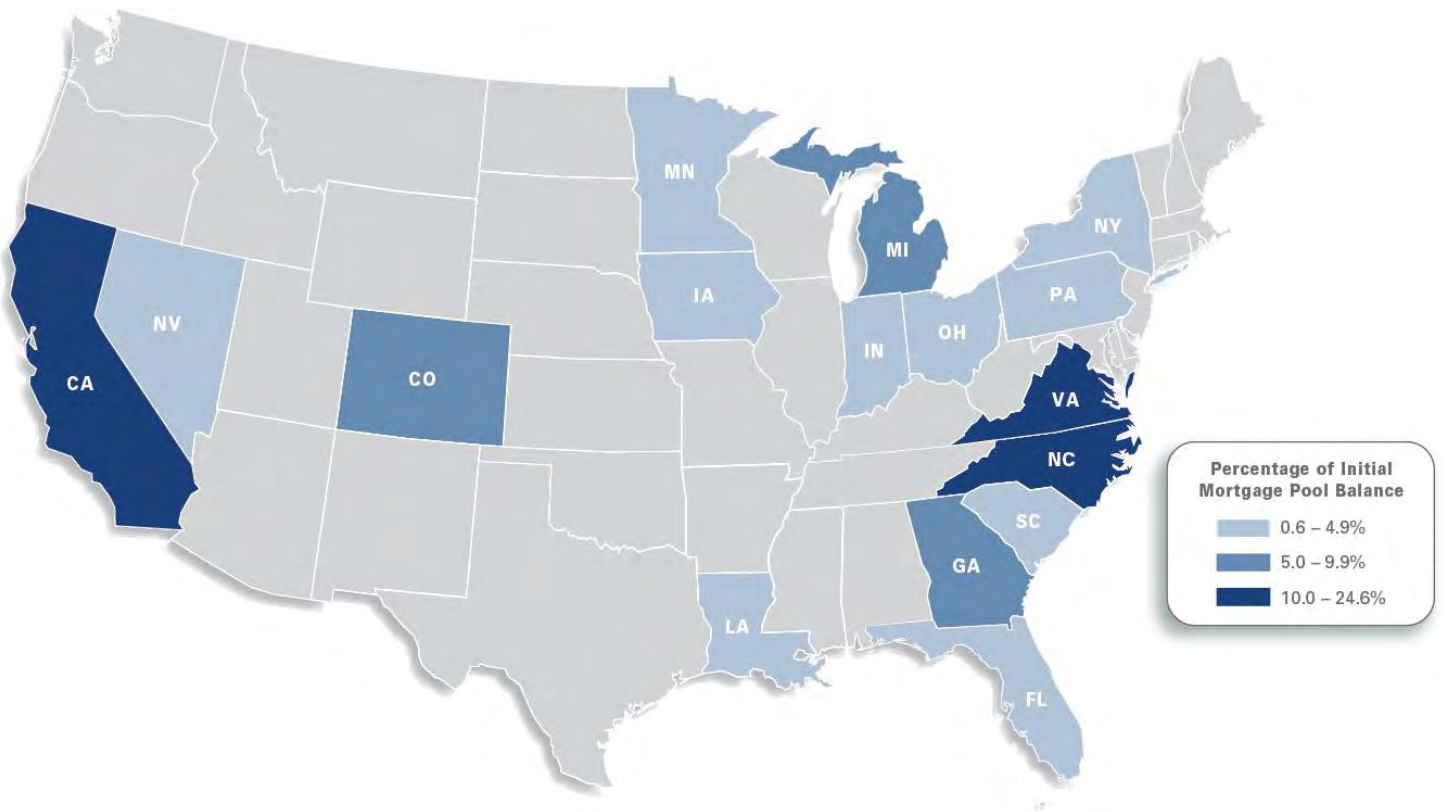 MN
NY
MI
IA
PA
NV
OH
IN
CO
CA
VA
NC
SC
GA
LA
FL
Percentage of Initial
Mortgage Pool Balance
0.6 – 4.9%
5.0 – 9.9%
10.0 – 24.6%